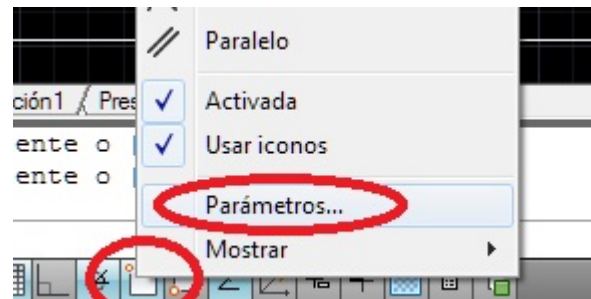 Paralelo
ción1 / Pres
Activada
ente o
Usar iconos
ente o
Parámetros...
Mostrar